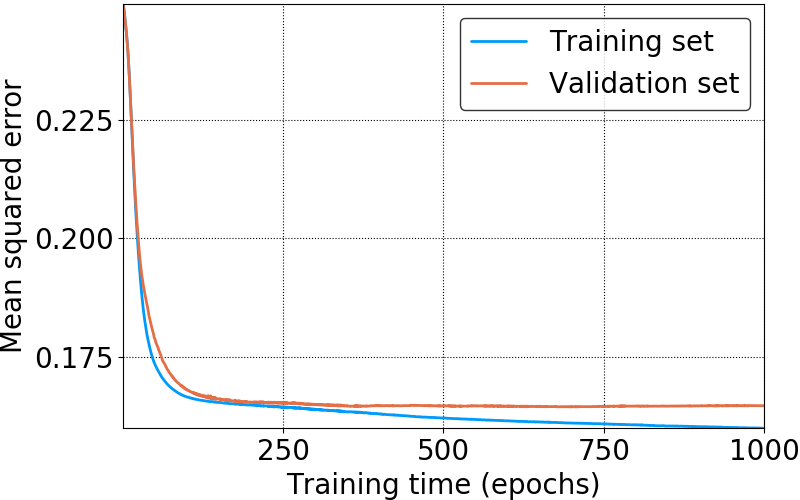 Training set
Validation set
Mean squared error
0.225
0.200
0.175
250
500
750
1000
Training time (epochs)